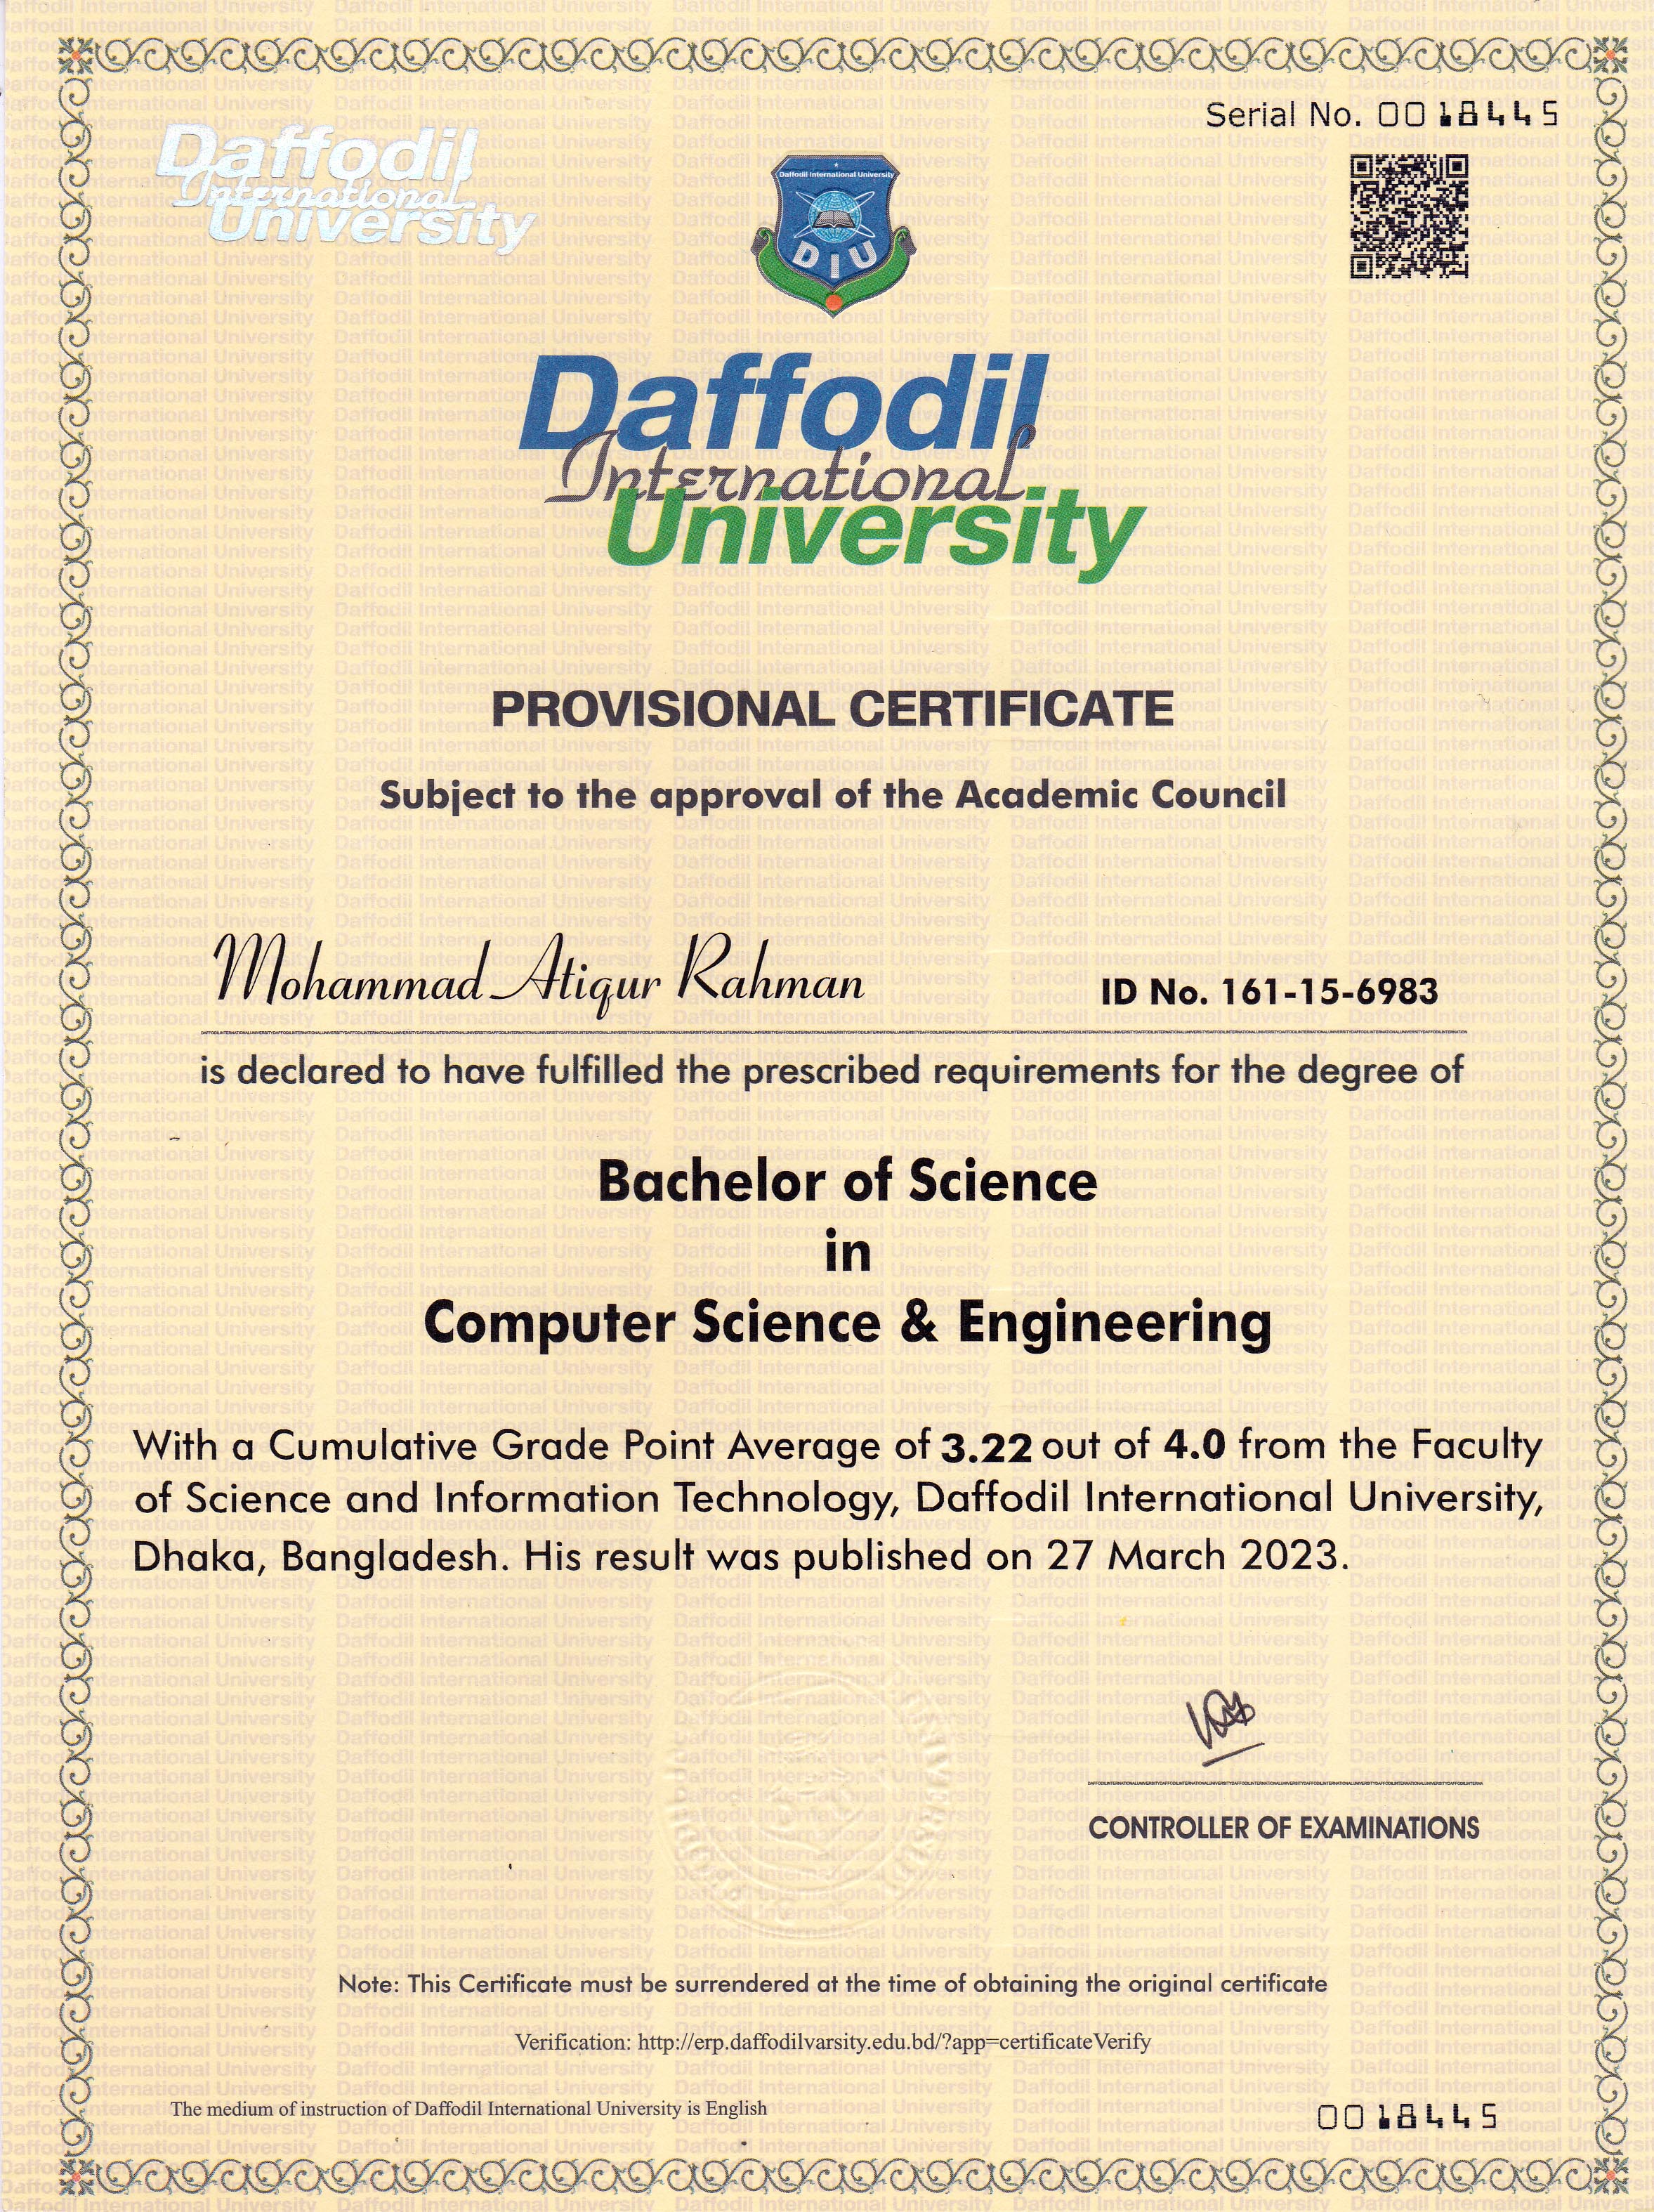 Serial No. 0018445
Daffodil
International
University
Daffodil International University
DIU
Daffodil
International
University
PROVISIONAL CERTIFICATE
Subject to the approval of the Academic Council
Mohammad Atiqur Rahman ID No. 161-15-6983
is declared to have fulfilled the prescribed requirements for the degree of
Bachelor of Science
in
Computer Science & Engineering
With a Cumulative Grade Point Average of 3.22 out of 4.0 from the Faculty
of Science and Information Technology, Daffodil International University,
Dhaka, Bangladesh. His result was published on 27 March 2023.
CONTROLLER OF EXAMINATIONS
Note: This Certificate must be surrendered at the time of obtaining the original certificate
Verification: http://erp.daffodilvarsity.edu.bd/?app=certificateVerify
The medium of instruction of Daffodil International University is English
0018445